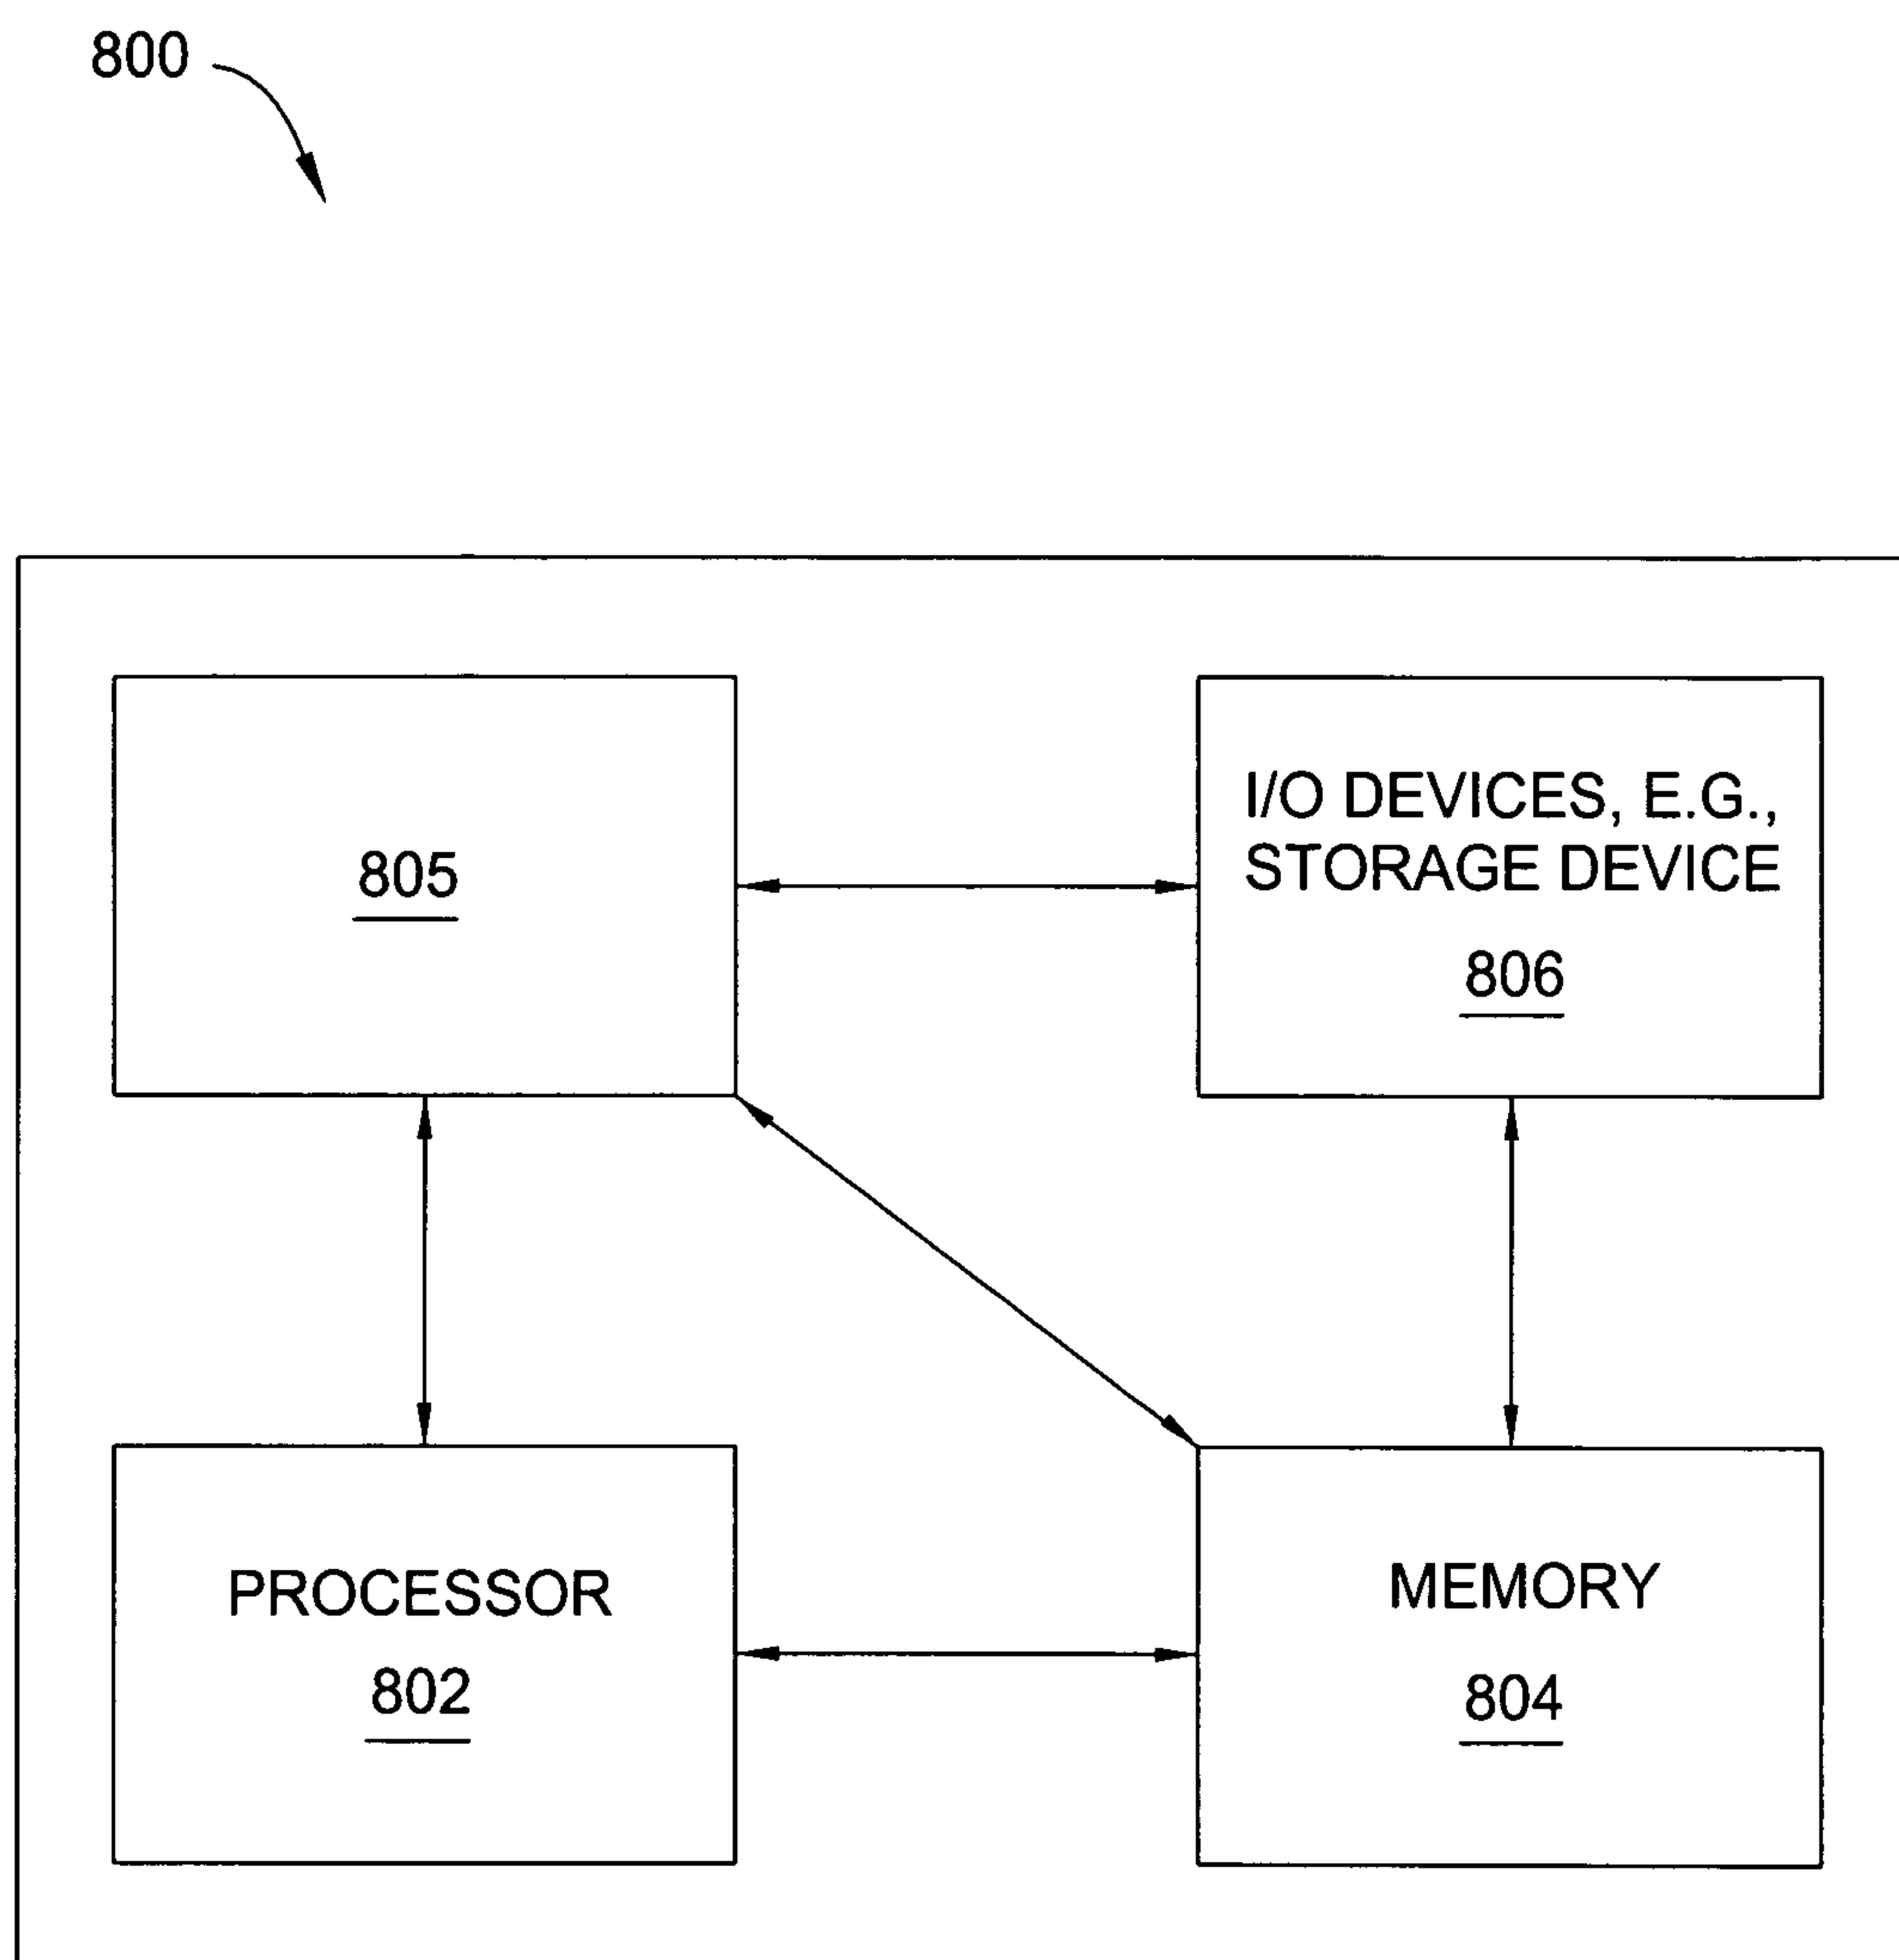 800
805
I/O DEVICES, E.G.,
STORAGE DEVICE
806
PROCESSOR
802
MEMORY
804